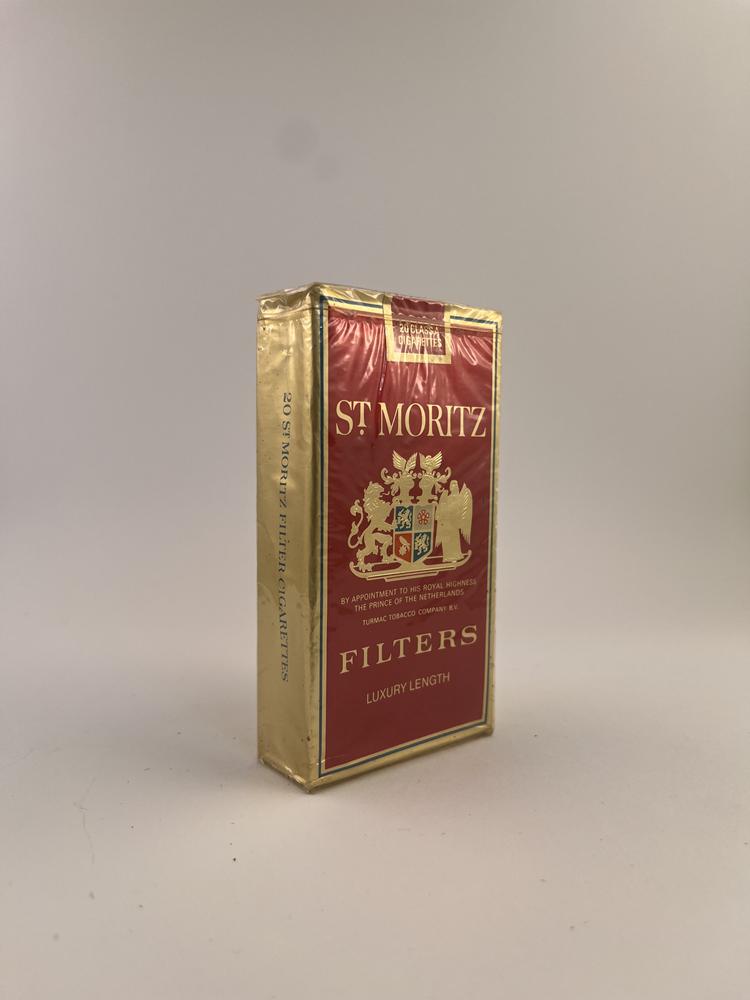 20 CLASS A
CIGARETTES
ST MORITZ
BY APPOINTMENT TO HIS ROYAL HIGHNESS
THE PRINCE OF THE NETHERLANDS
TURMAC TOBACCO COMPANY B.V.
FILTERS
LUXURY LENGTH
20 ST MORITZ FILTER CIGARETTES